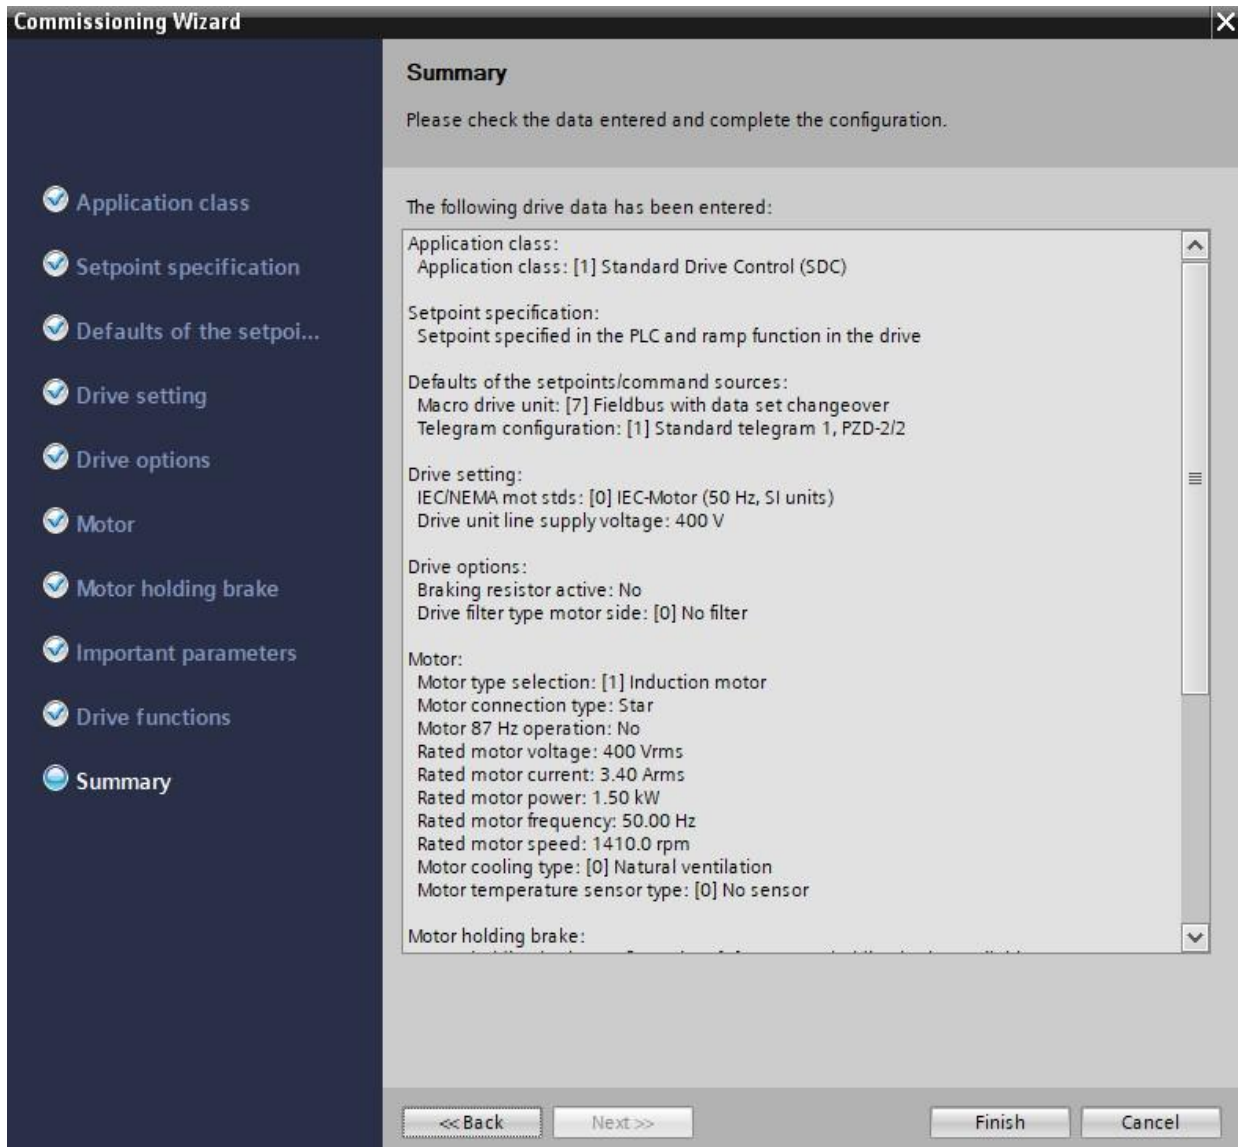 Commissioning Wizard
Summary
Please check the data entered and complete the configuration.
Application class
Setpoint specification
Defaults of the setpoi...
Drive setting
Drive options
Motor
Motor holding brake
Important parameters
Drive functions
Summary
The following drive data has been entered:
Application class:
Application class: [1] Standard Drive Control (SDC)
Setpoint specification:
Setpoint specified in the PLC and ramp function in the drive
Defaults of the setpoints/command sources:
Macro drive unit: [7] Fieldbus with data set changeover
Telegram configuration: [1] Standard telegram 1, PZD-2/2
Drive setting:
IEC/NEMA mot stds: [0] IEC-Motor (50 Hz, SI units)
Drive unit line supply voltage: 400 V
Drive options:
Braking resistor active: No
Drive filter type motor side: [0] No filter
Motor:
Motor type selection: [1] Induction motor
Motor connection type: Star
Motor 87 Hz operation: No
Rated motor voltage: 400 Vrms
Rated motor current: 3.40 Arms
Rated motor power: 1.50 kW
Rated motor frequency: 50.00 Hz
Rated motor speed: 1410.0 rpm
Motor cooling type: [0] Natural ventilation
Motor temperature sensor type: [0] No sensor
Motor holding brake:
<< Back
Next >>
Finish
Cancel